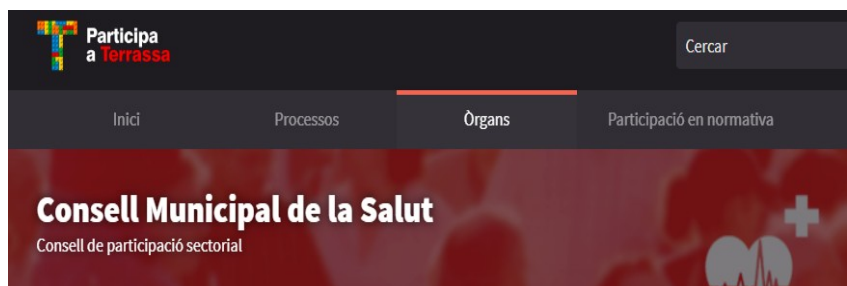 Participa
a Terrassa
Cercar
Inici
Processos
Òrgans
Participació en normativa
Consell Municipal de la Salut
Consell de participació sectorial